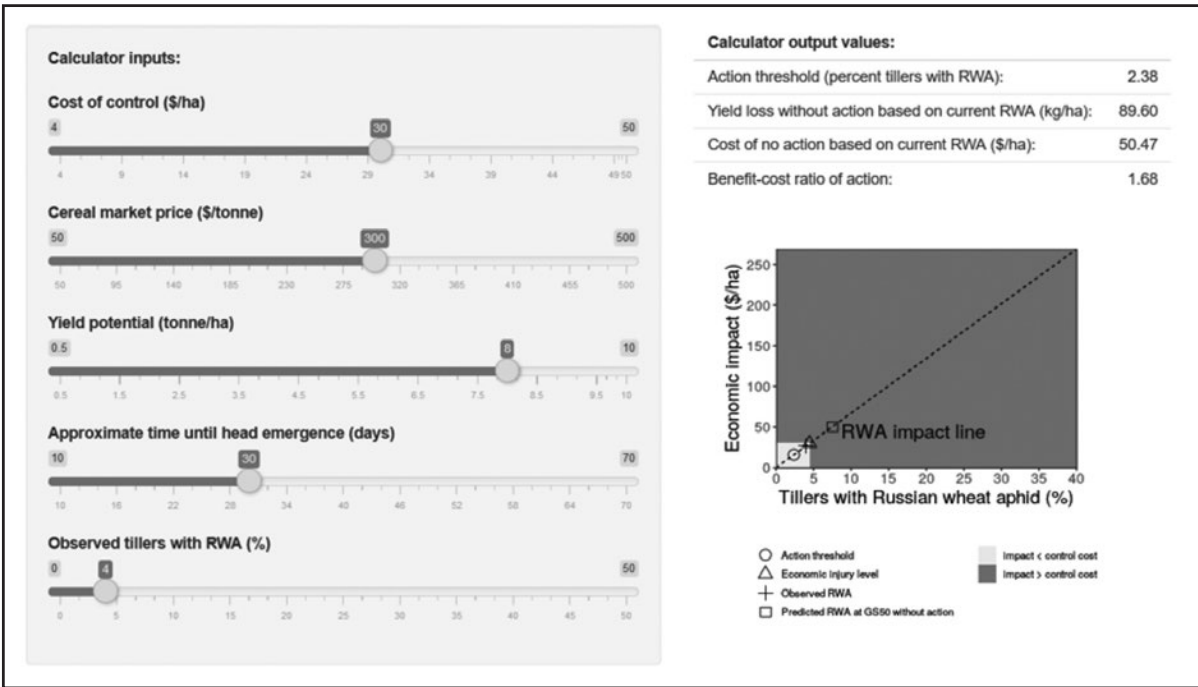 Calculator inputs:
Cost of control ($/ha)
4 30 50
4 9 14 19 24 29 34 39 44 49 50
Cereal market price ($/tonne)
50 300 500
50 95 140 185 230 275 320 365 410 455 500
Yield potential (tonne/ha)
0.5 8 10
0.5 1.5 2.5 3.5 4.5 5.5 6.5 7.5 8.5 9.5 10
Approximate time until head emergence (days)
10 30 70
10 16 22 28 34 40 46 52 58 64 70
Observed tillers with RWA (%)
0 4 50
0 5 10 15 20 25 30 35 40 45 50
Calculator output values:
Action threshold (percent tillers with RWA): 2.38
Yield loss without action based on current RWA (kg/ha): 89.60
Cost of no action based on current RWA ($/ha): 50.47
Benefit-cost ratio of action: 1.68
Economic impact ($/ha)
250
200
150
100
50
0
RWA impact line
0 5 10 15 20 25 30 35 40
Tillers with Russian wheat aphid (%)
Action threshold
Economic injury level
Observed RWA
Predicted RWA at GS50 without action
Impact < control cost
Impact > control cost